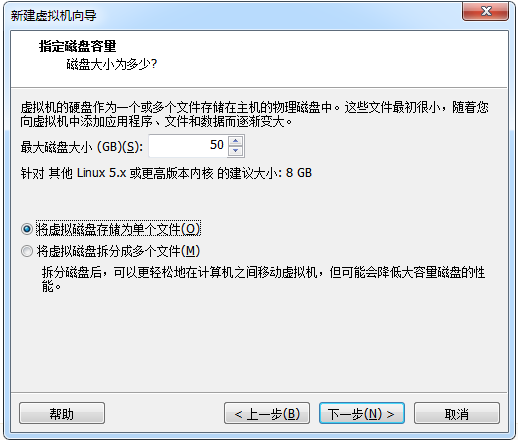 新建虚拟机向导
指定磁盘容量
磁盘大小为多少?
虚拟机的硬盘作为一个或多个文件存储在主机的物理磁盘中。这些文件最初很小，随着您
向虚拟机中添加应用程序、文件和数据而逐渐变大。
最大磁盘大小 (GB)(S): 50
针对 其他 Linux 5.x 或更高版本内核 的建议大小: 8 GB
将虚拟磁盘存储为单个文件(O)
将虚拟磁盘拆分成多个文件(M)
拆分磁盘后，可以更轻松地在计算机之间移动虚拟机，但可能会降低大容量磁盘的性
能。
帮助 < 上一步(B) 下一步(N) > 取消